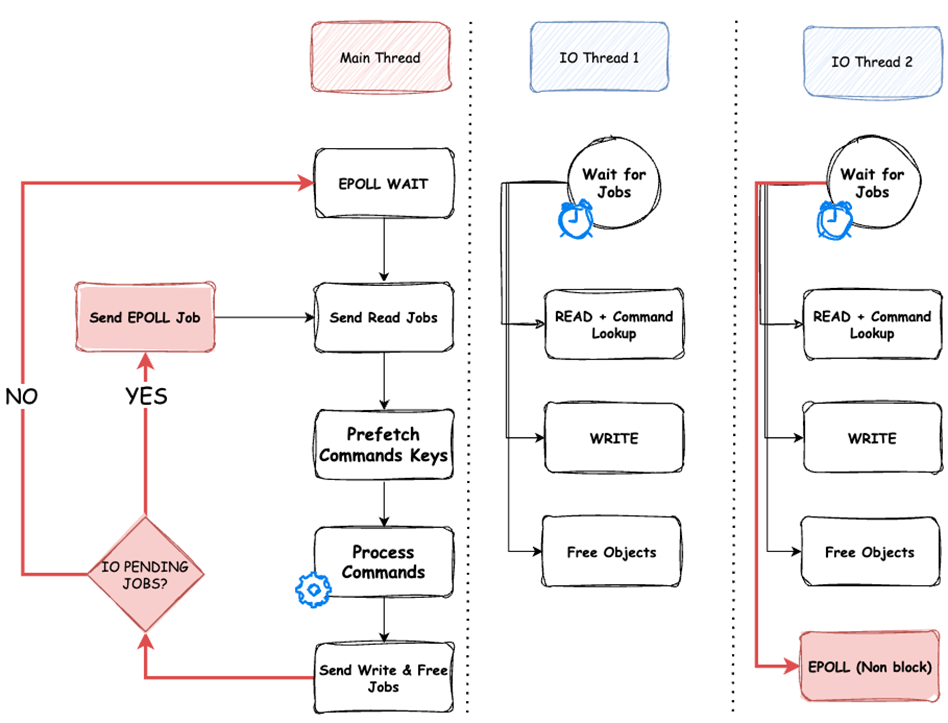 Main Thread
IO Thread 1
IO Thread 2
EPOLL WAIT
Wait for
Jobs
Wait for
Jobs
Send EPOLL Job
Send Read Jobs
READ + Command
Lookup
READ + Command
Lookup
NO
YES
Prefetch
Commands Keys
WRITE
WRITE
IO PENDING
JOBS?
Process
Commands
Free Objects
Free Objects
Send Write & Free
Jobs
EPOLL (Non block)